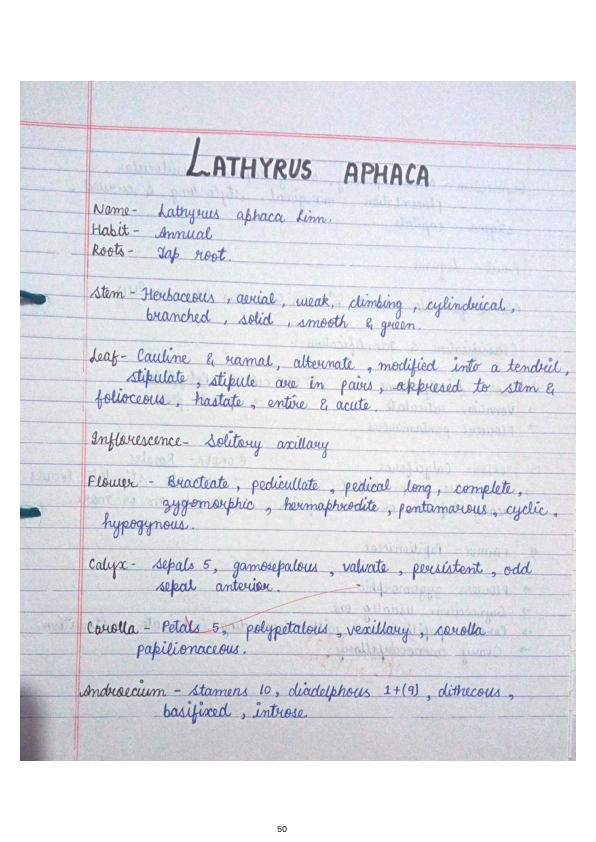 LATHYRUS APHACA
Name- Lathyrus aphaca Linn.
Habit- Annual
Roots- Tap root.
Stem - Herbaceous, aerial, weak, climbing, cylindrical,
branched, solid, smooth & green.
Leaf- Cauline & ramal, alternate, modified into a tendril,
stipulate, stipule are in pairs, appresed to stem &
folioceous, hastate, entire & acute.
Inflorescence- Solitory axillary
Flower - Bracteate, pedicullate, pedical long, complete,
zygomorphic, hermaphrodite, pentamarous, cyclic,
hypogynous.
Calyx- Sepals 5, gamosepalous, valvate, persistent, odd
sepal anterior.
Corolla - Petals 5, polypetalous, vexillary, corolla
papilionaceous.
Androecium - Stamens 10, diadelphous 1+(9), dithecous,
basifixed, introse.
50